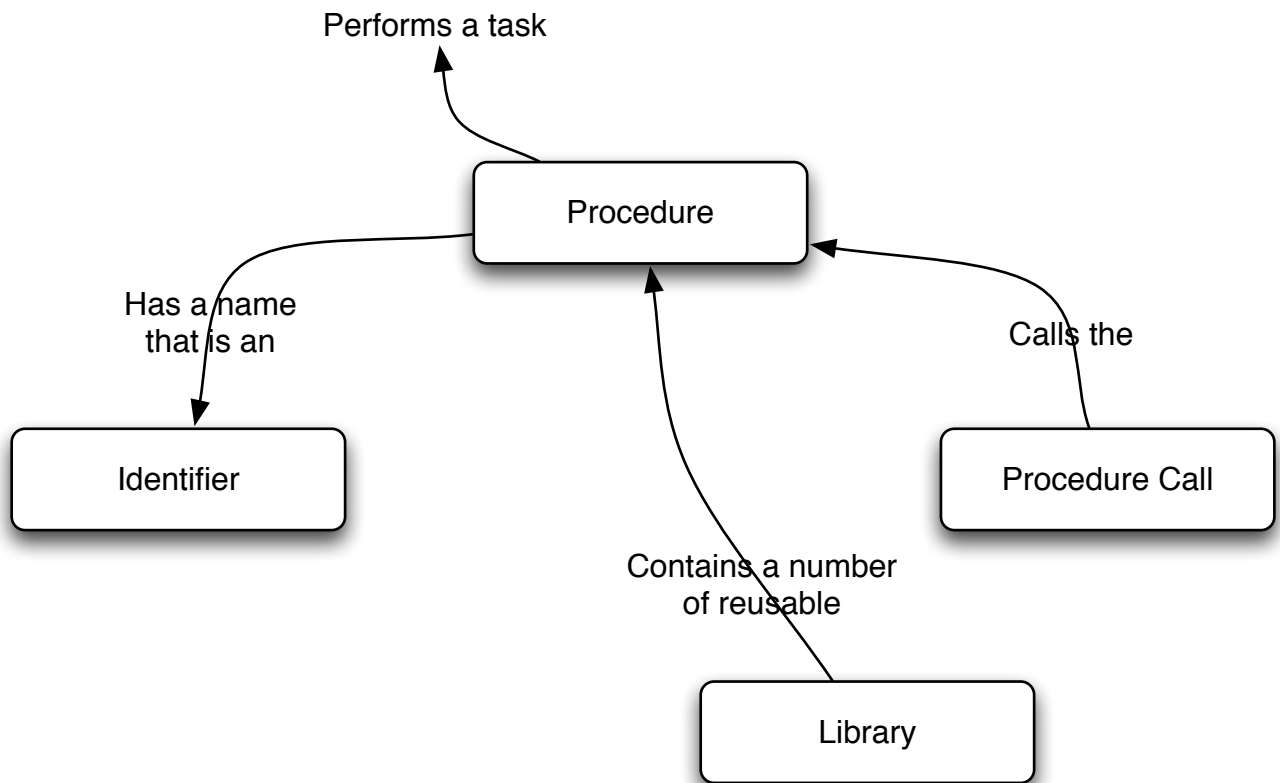 Performs a task
Procedure
Has a name
that is an
Calls the
Identifier
Procedure Call
Contains a number
of reusable
Library